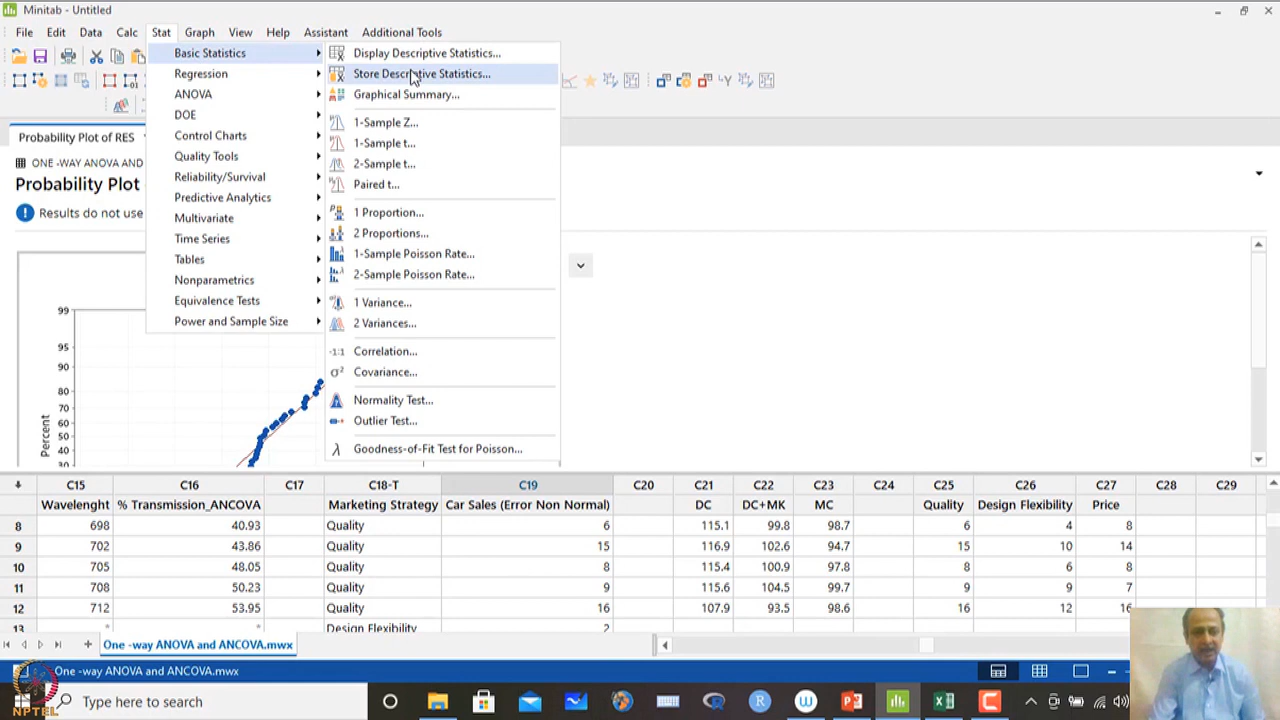 Minitab - Untitled
File Edit Data Calc Stat Graph View Help Assistant Additional Tools
Basic Statistics
Regression
ANOVA
DOE
Control Charts
Quality Tools
Reliability/Survival
Predictive Analytics
Multivariate
Time Series
Tables
Nonparametrics
Equivalence Tests
Power and Sample Size
Display Descriptive Statistics...
Store Descriptive Statistics...
Graphical Summary...
1-Sample Z...
1-Sample t...
2-Sample t...
Paired t...
1 Proportion...
2 Proportions...
1-Sample Poisson Rate...
2-Sample Poisson Rate...
1 Variance...
2 Variances...
Correlation...
Covariance...
Normality Test...
Outlier Test...
Goodness-of-Fit Test for Poisson...
Probability Plot of RES
ONE -WAY ANOVA AND
Probability Plot
Results do not use
99
95
90
80
70
60
50
40
30
Percent
C15 C16 C17 C18-T C19 C20 C21 C22 C23 C24 C25 C26 C27 C28 C29
Wavelenght % Transmission_ANCOVA Marketing Strategy Car Sales (Error Non Normal) DC DC+MK MC Quality Design Flexibility Price
8 698 40.93 Quality 6 115.1 99.8 98.7 6 4 8
9 702 43.86 Quality 15 116.9 102.6 94.7 15 10 14
10 705 48.05 Quality 8 115.4 100.9 97.8 8 6 8
11 708 50.23 Quality 9 115.6 104.5 99.7 9 9 7
12 712 53.95 Quality 16 107.9 93.5 98.6 16 12 16
13 * * Design Flexibility 2
One -way ANOVA and ANCOVA.mwx
One -way ANOVA and ANCOVA.mwx
Type here to search
NPTEL